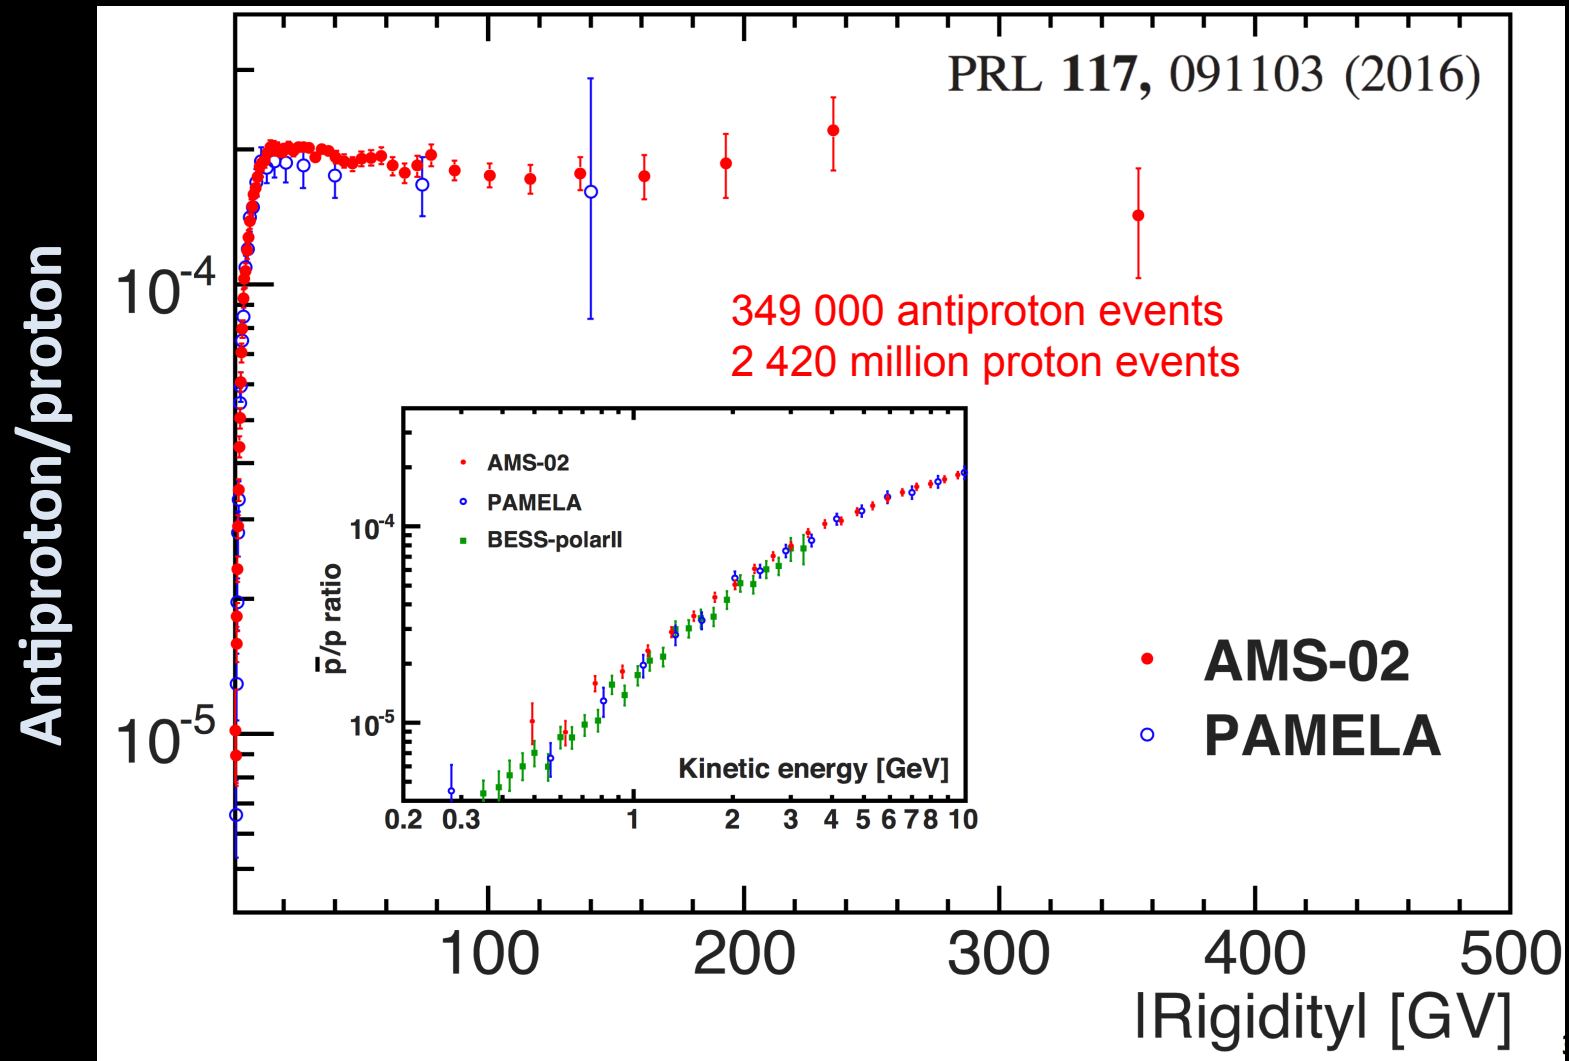 PRL 117, 091103 (2016)
Antiproton/proton
10-4
10-5
349 000 antiproton events
2 420 million proton events
AMS-02
PAMELA
BESS-polarII
p̄/p ratio
10-4
10-5
Kinetic energy [GeV]
0.2 0.3 1 2 3 4 5 6 7 8 10
AMS-02
PAMELA
100 200 300 400 500
|Rigidity| [GV]